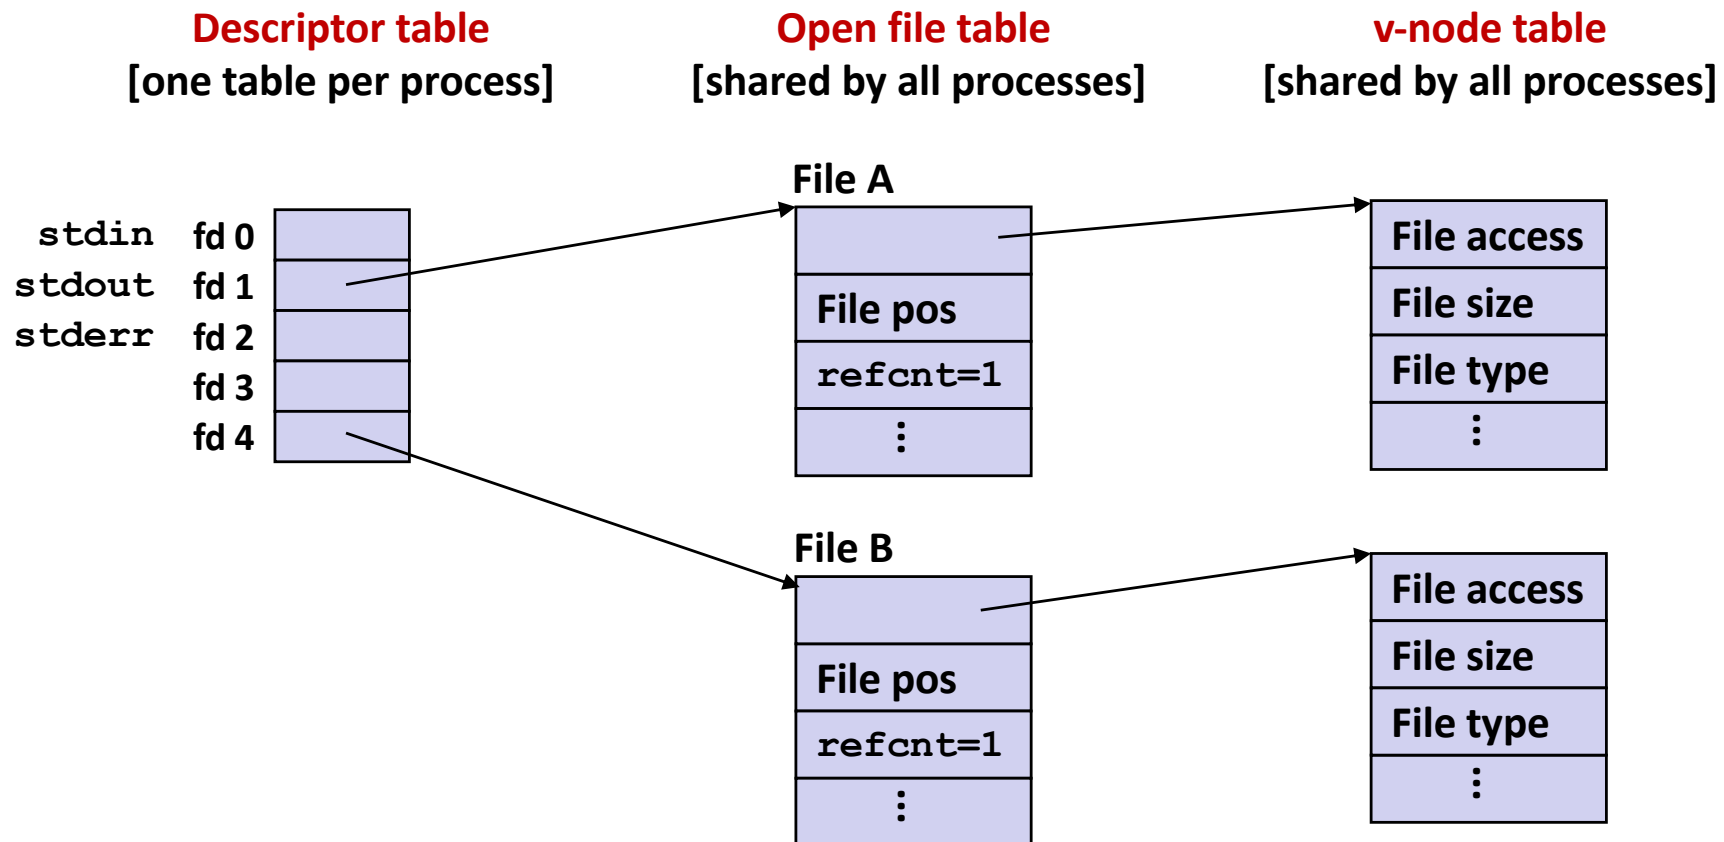 Descriptor table
[one table per process]
Open file table
[shared by all processes]
v-node table
[shared by all processes]
stdin fd 0
stdout fd 1
stderr fd 2
fd 3
fd 4
File A
File pos
refcnt=1
⋮
File access
File size
File type
⋮
File B
File pos
refcnt=1
⋮
File access
File size
File type
⋮